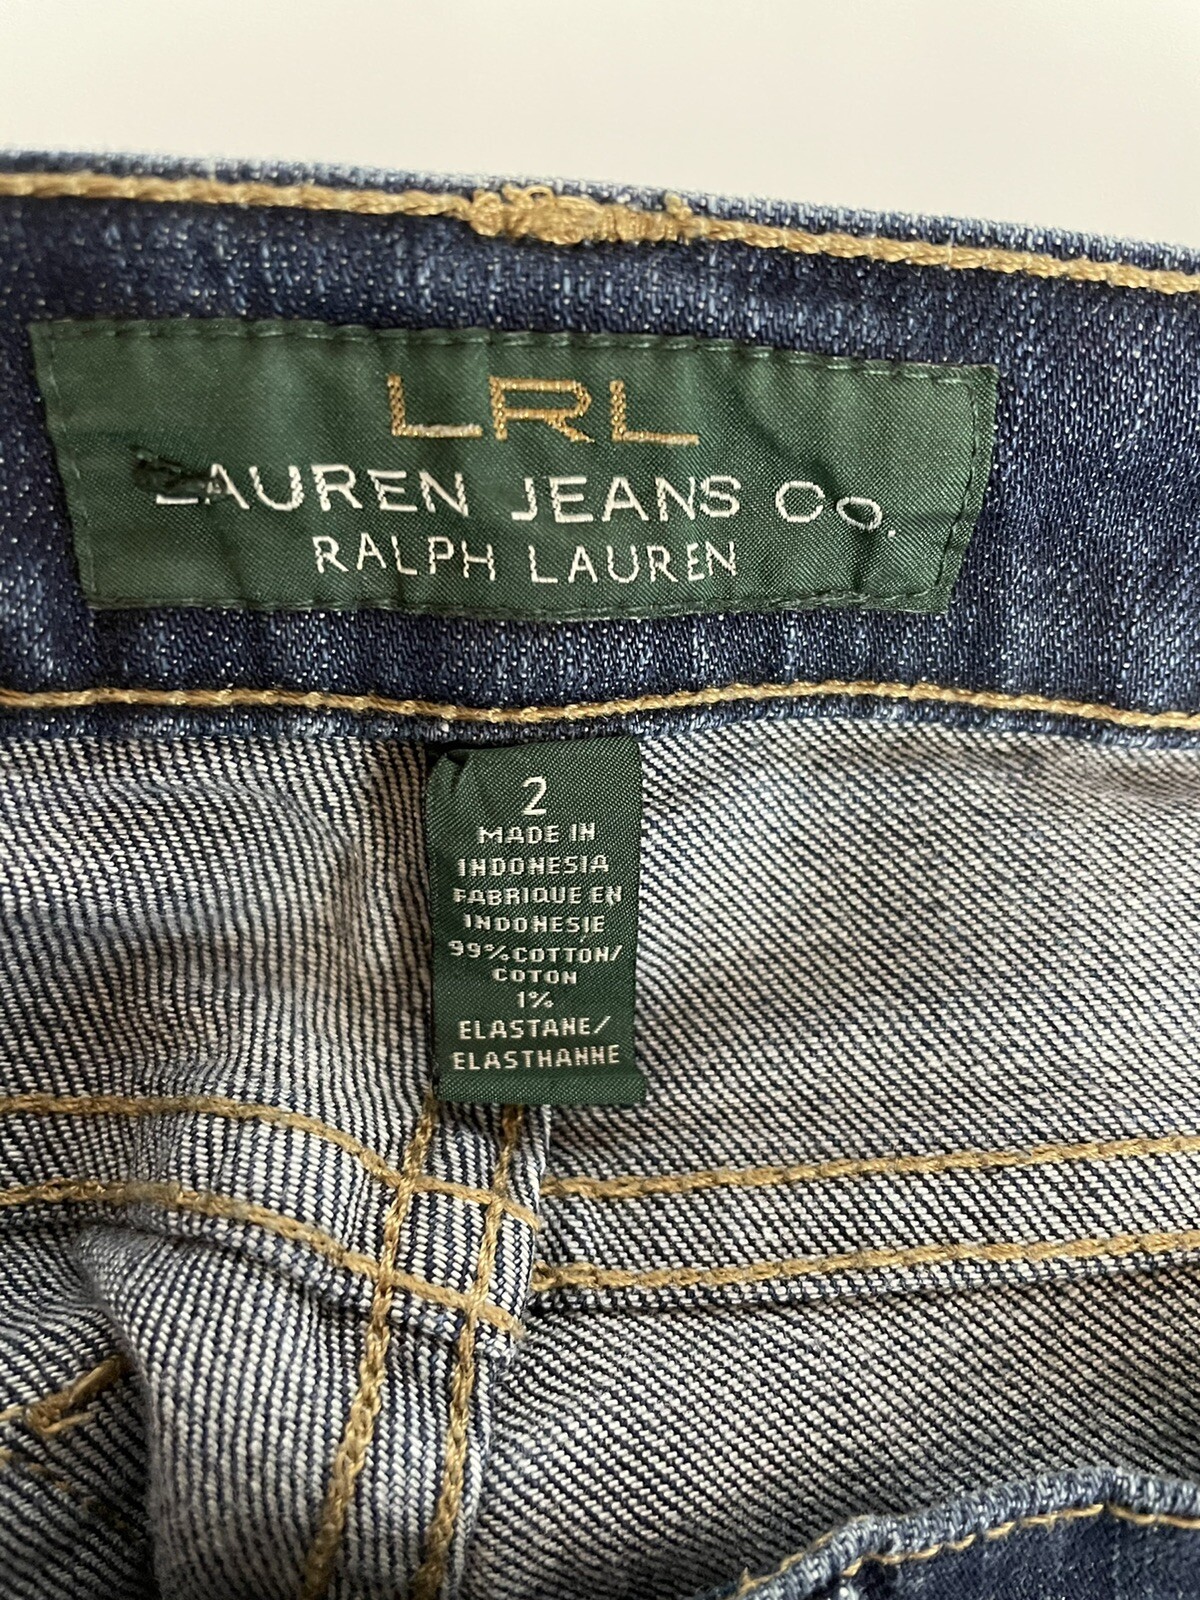 LRL
LAUREN JEANS Co.
RALPH LAUREN
2
MADE IN
INDONESIA
FABRIQUE EN
INDONESIE
99% COTTON/
COTON
1%
ELASTANE/
ELASTHANNE